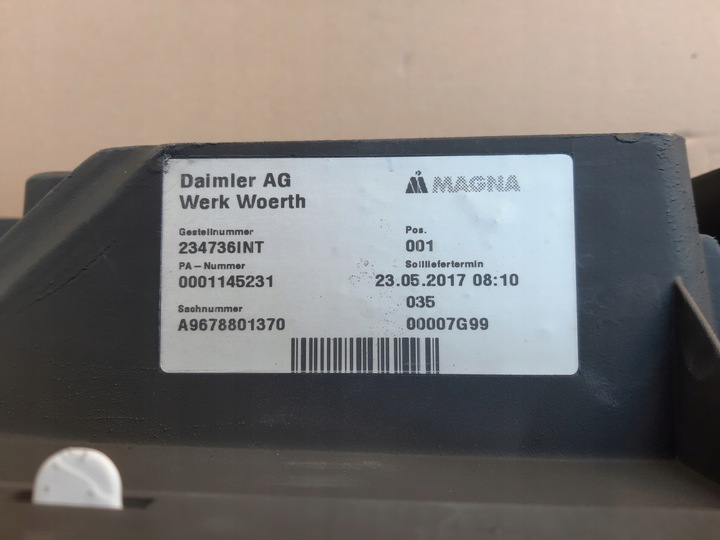 Daimler AG
Werk Woerth
MAGNA
Gestellnummer
234736INT
Pos.
001
PA-Nummer
0001145231
Sollliefertermin
23.05.2017 08:10
035
Sachnummer
A9678801370
00007G99